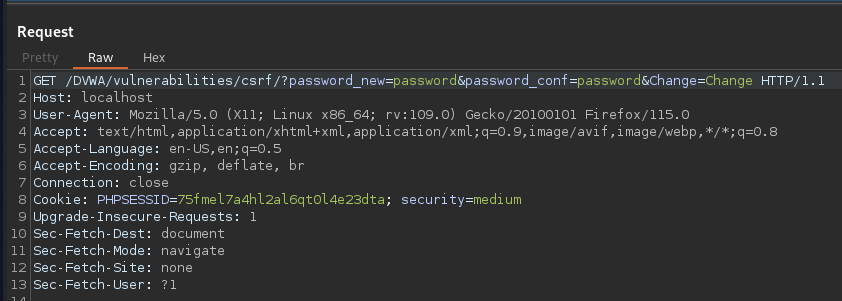 Request
Pretty Raw Hex
1 GET /DVWA/vulnerabilities/csrf/?password_new=password&password_conf=password&Change=Change HTTP/1.1
2 Host: localhost
3 User-Agent: Mozilla/5.0 (X11; Linux x86_64; rv:109.0) Gecko/20100101 Firefox/115.0
4 Accept: text/html,application/xhtml+xml,application/xml;q=0.9,image/avif,image/webp,*/*;q=0.8
5 Accept-Language: en-US,en;q=0.5
6 Accept-Encoding: gzip, deflate, br
7 Connection: close
8 Cookie: PHPSESSID=75fmel7a4hl2al6qt0l4e23dta; security=medium
9 Upgrade-Insecure-Requests: 1
10 Sec-Fetch-Dest: document
11 Sec-Fetch-Mode: navigate
12 Sec-Fetch-Site: none
13 Sec-Fetch-User: ?1
14